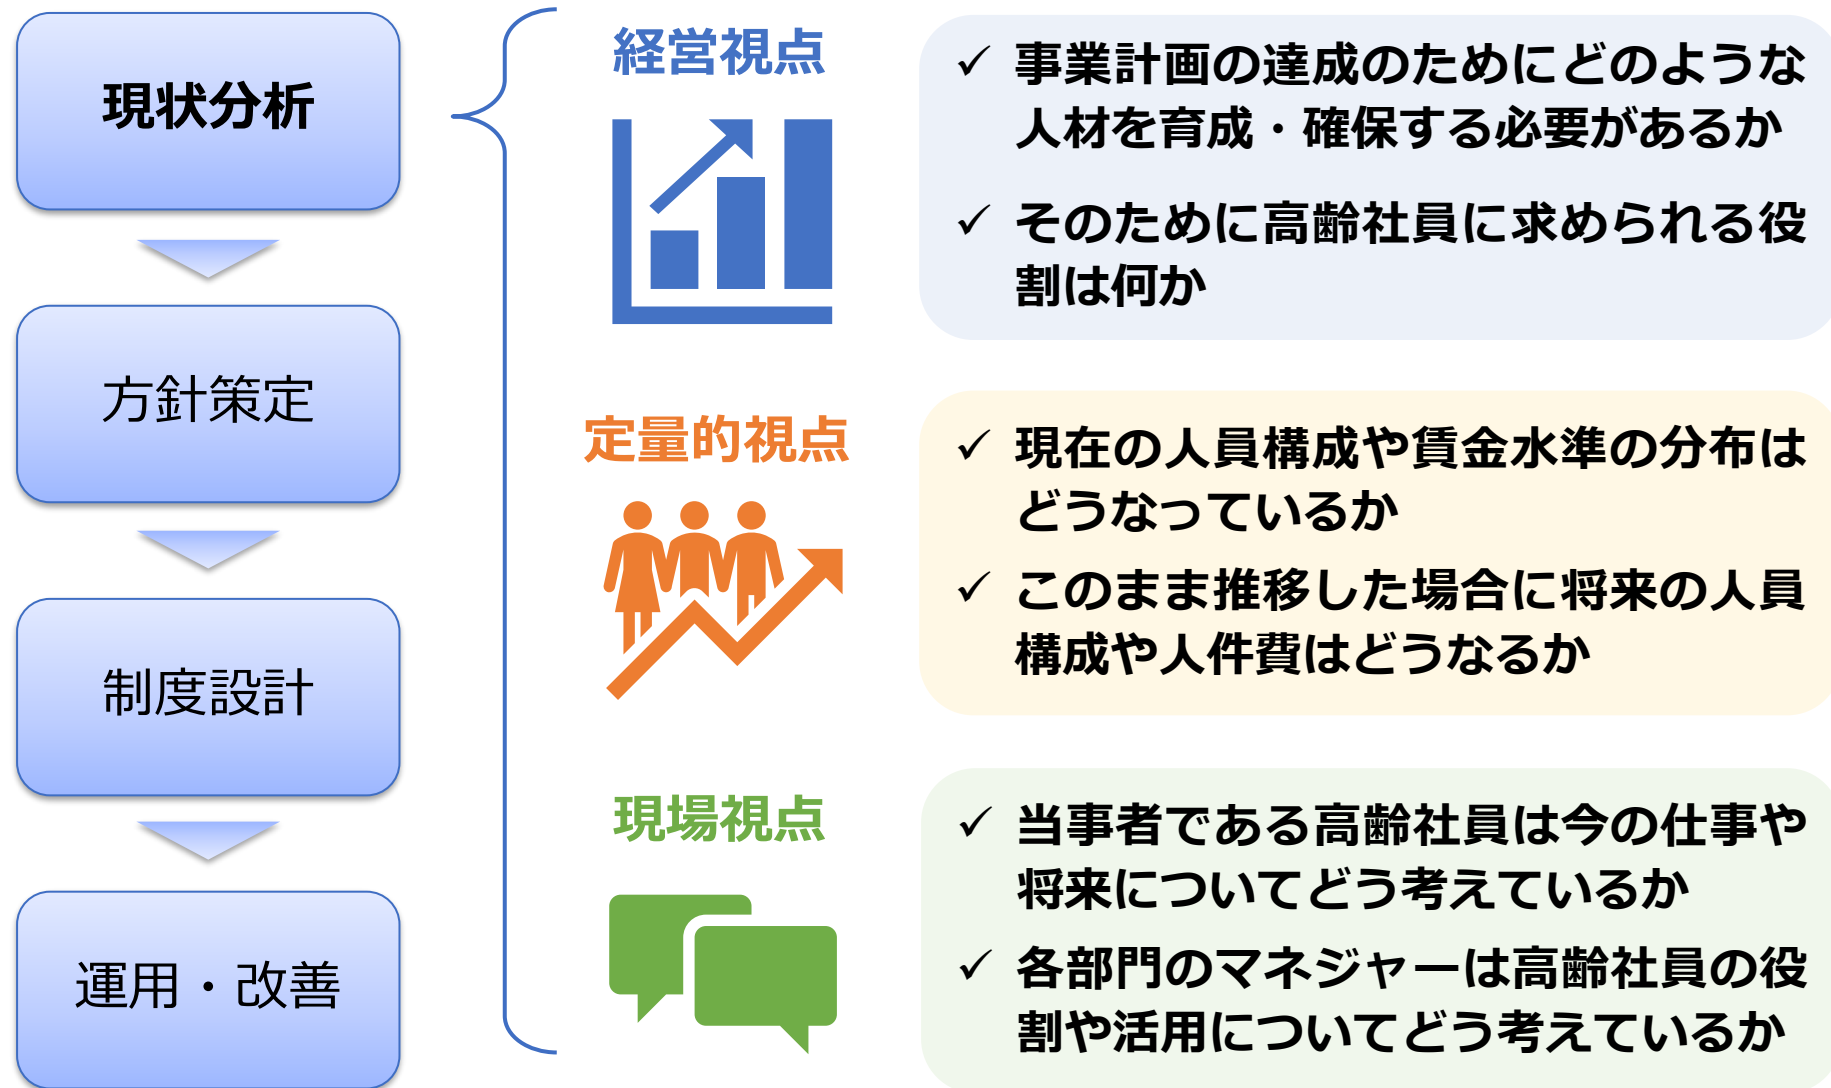 現状分析
方針策定
制度設計
運用・改善
経営視点
✓ 事業計画の達成のためにどのような
人材を育成・確保する必要があるか
✓ そのために高齢社員に求められる役
割は何か
定量的視点
✓ 現在の人員構成や賃金水準の分布は
どうなっているか
✓ このまま推移した場合に将来の人員
構成や人件費はどうなるか
現場視点
✓ 当事者である高齢社員は今の仕事や
将来についてどう考えているか
✓ 各部門のマネジャーは高齢社員の役
割や活用についてどう考えているか